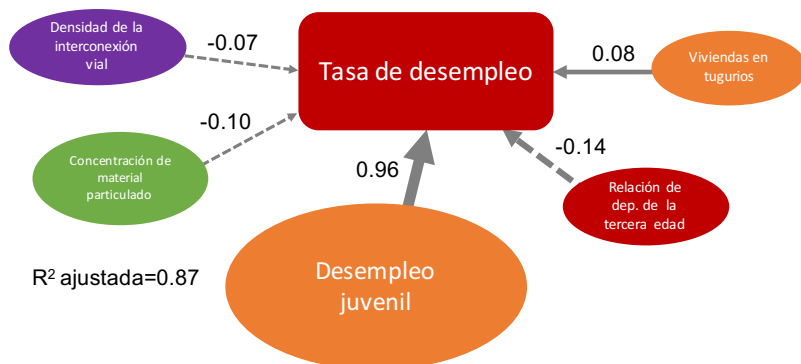 Densidad de la
interconexión
vial
-0.07
Tasa de desempleo
0.08
Viviendas en
tugurios
-0.10
Concentración de
material
particulado
0.96
-0.14
Relación de
dep. de la
tercera edad
R² ajustada=0.87
Desempleo
juvenil